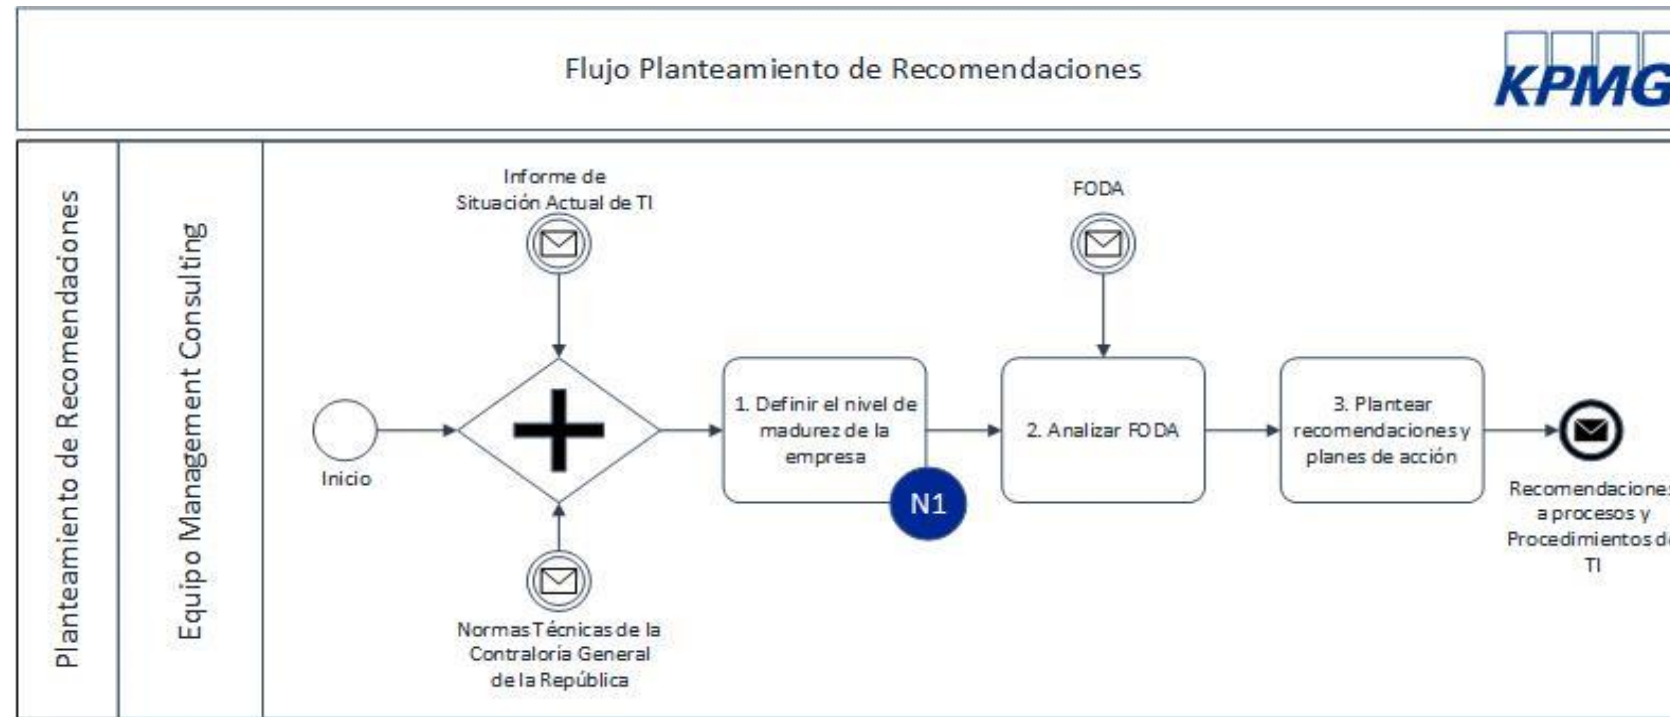 Flujo Planteamiento de Recomendaciones
KPMG
Planteamiento de Recomendaciones
Equipo Management Consulting
Informe de
Situación Actual de TI
FODA
Inicio
1. Definir el nivel de
madurez de la
empresa
N1
2. Analizar FODA
3. Plantear
recomendaciones y
planes de acción
Recomendaciones
a procesos y
Procedimientos de
TI
Normas Técnicas de la
Contraloría General
de la República